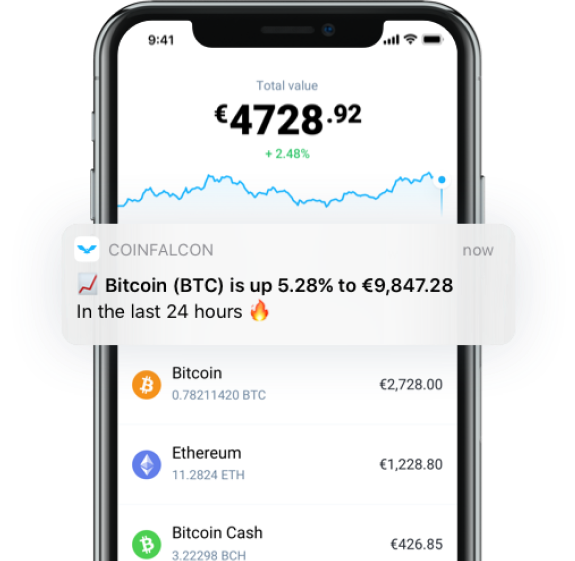 9:41
Total value
€4728.92
+ 2.48%
COINFALCON now
Bitcoin (BTC) is up 5.28% to €9,847.28
In the last 24 hours
Bitcoin €2,728.00
0.78211420 BTC
Ethereum €1,228.80
11.2824 ETH
Bitcoin Cash €426.85
3.22298 BCH